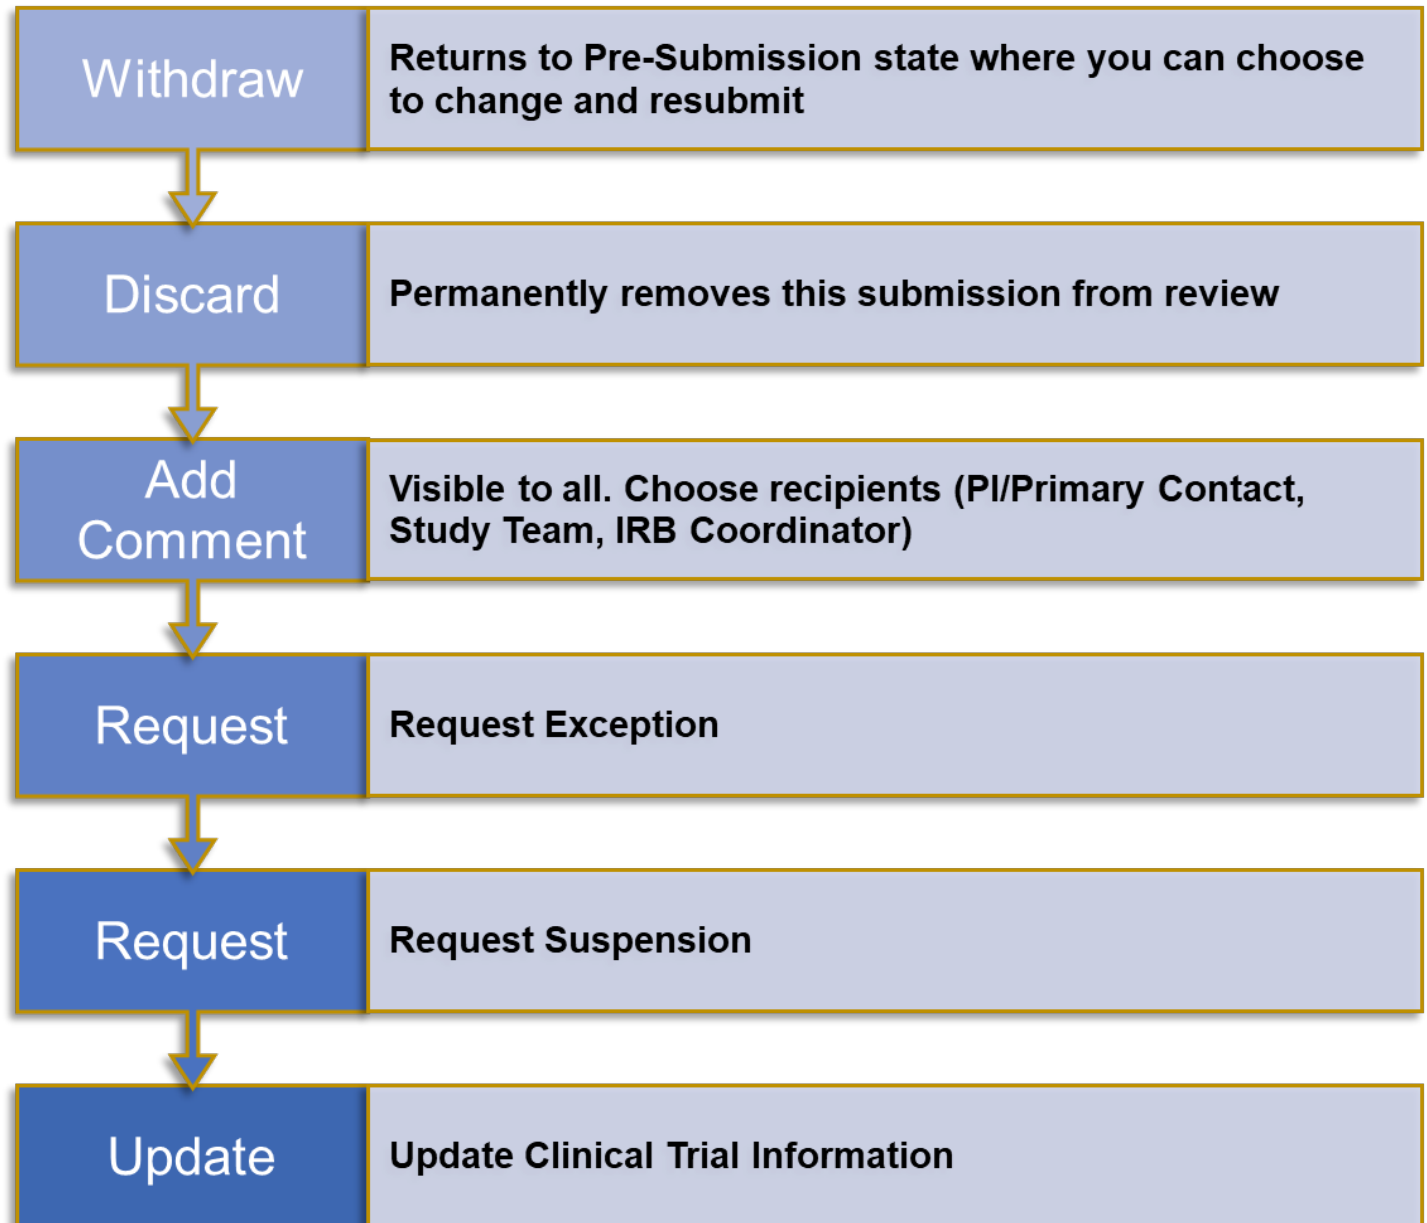 Withdraw
Returns to Pre-Submission state where you can choose
to change and resubmit
Discard
Permanently removes this submission from review
Add
Comment
Visible to all. Choose recipients (PI/Primary Contact,
Study Team, IRB Coordinator)
Request
Request Exception
Request
Request Suspension
Update
Update Clinical Trial Information